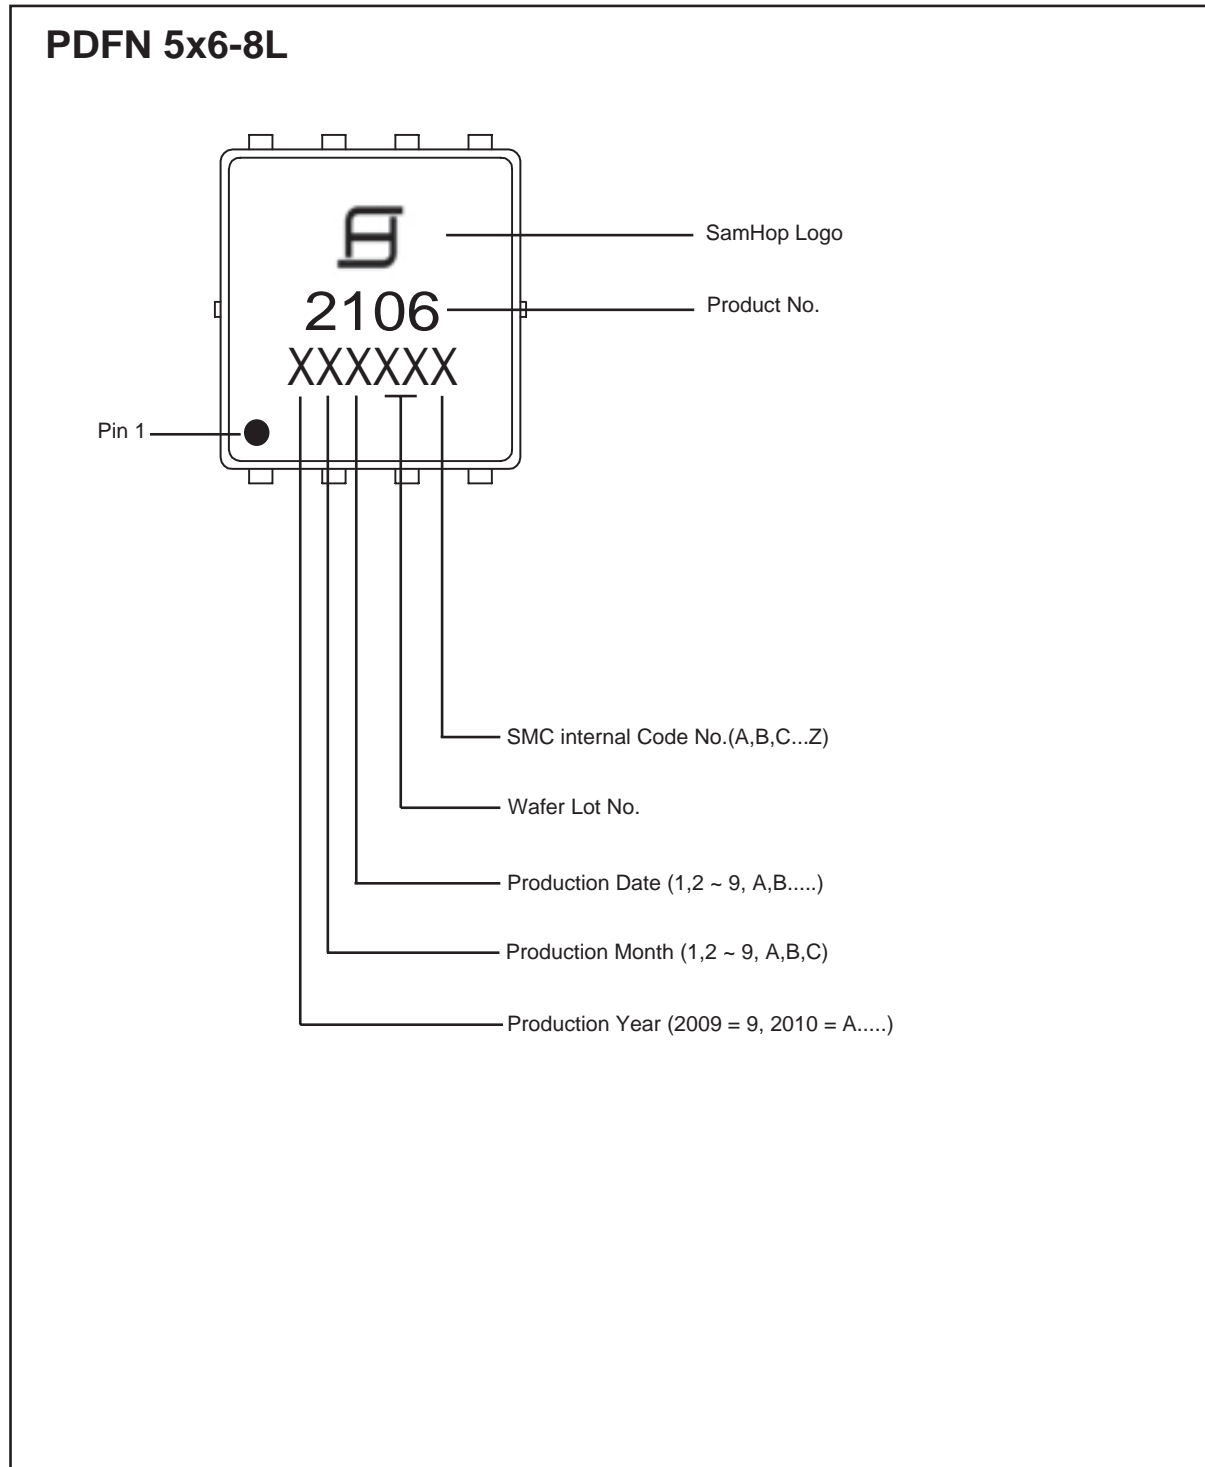 PDFN 5x6-8L
SamHop Logo
2106
Product No.
XXXXXX
Pin 1
SMC internal Code No.(A,B,C...Z)
Wafer Lot No.
Production Date (1,2 ~ 9, A,B.....)
Production Month (1,2 ~ 9, A,B,C)
Production Year (2009 = 9, 2010 = A.....)